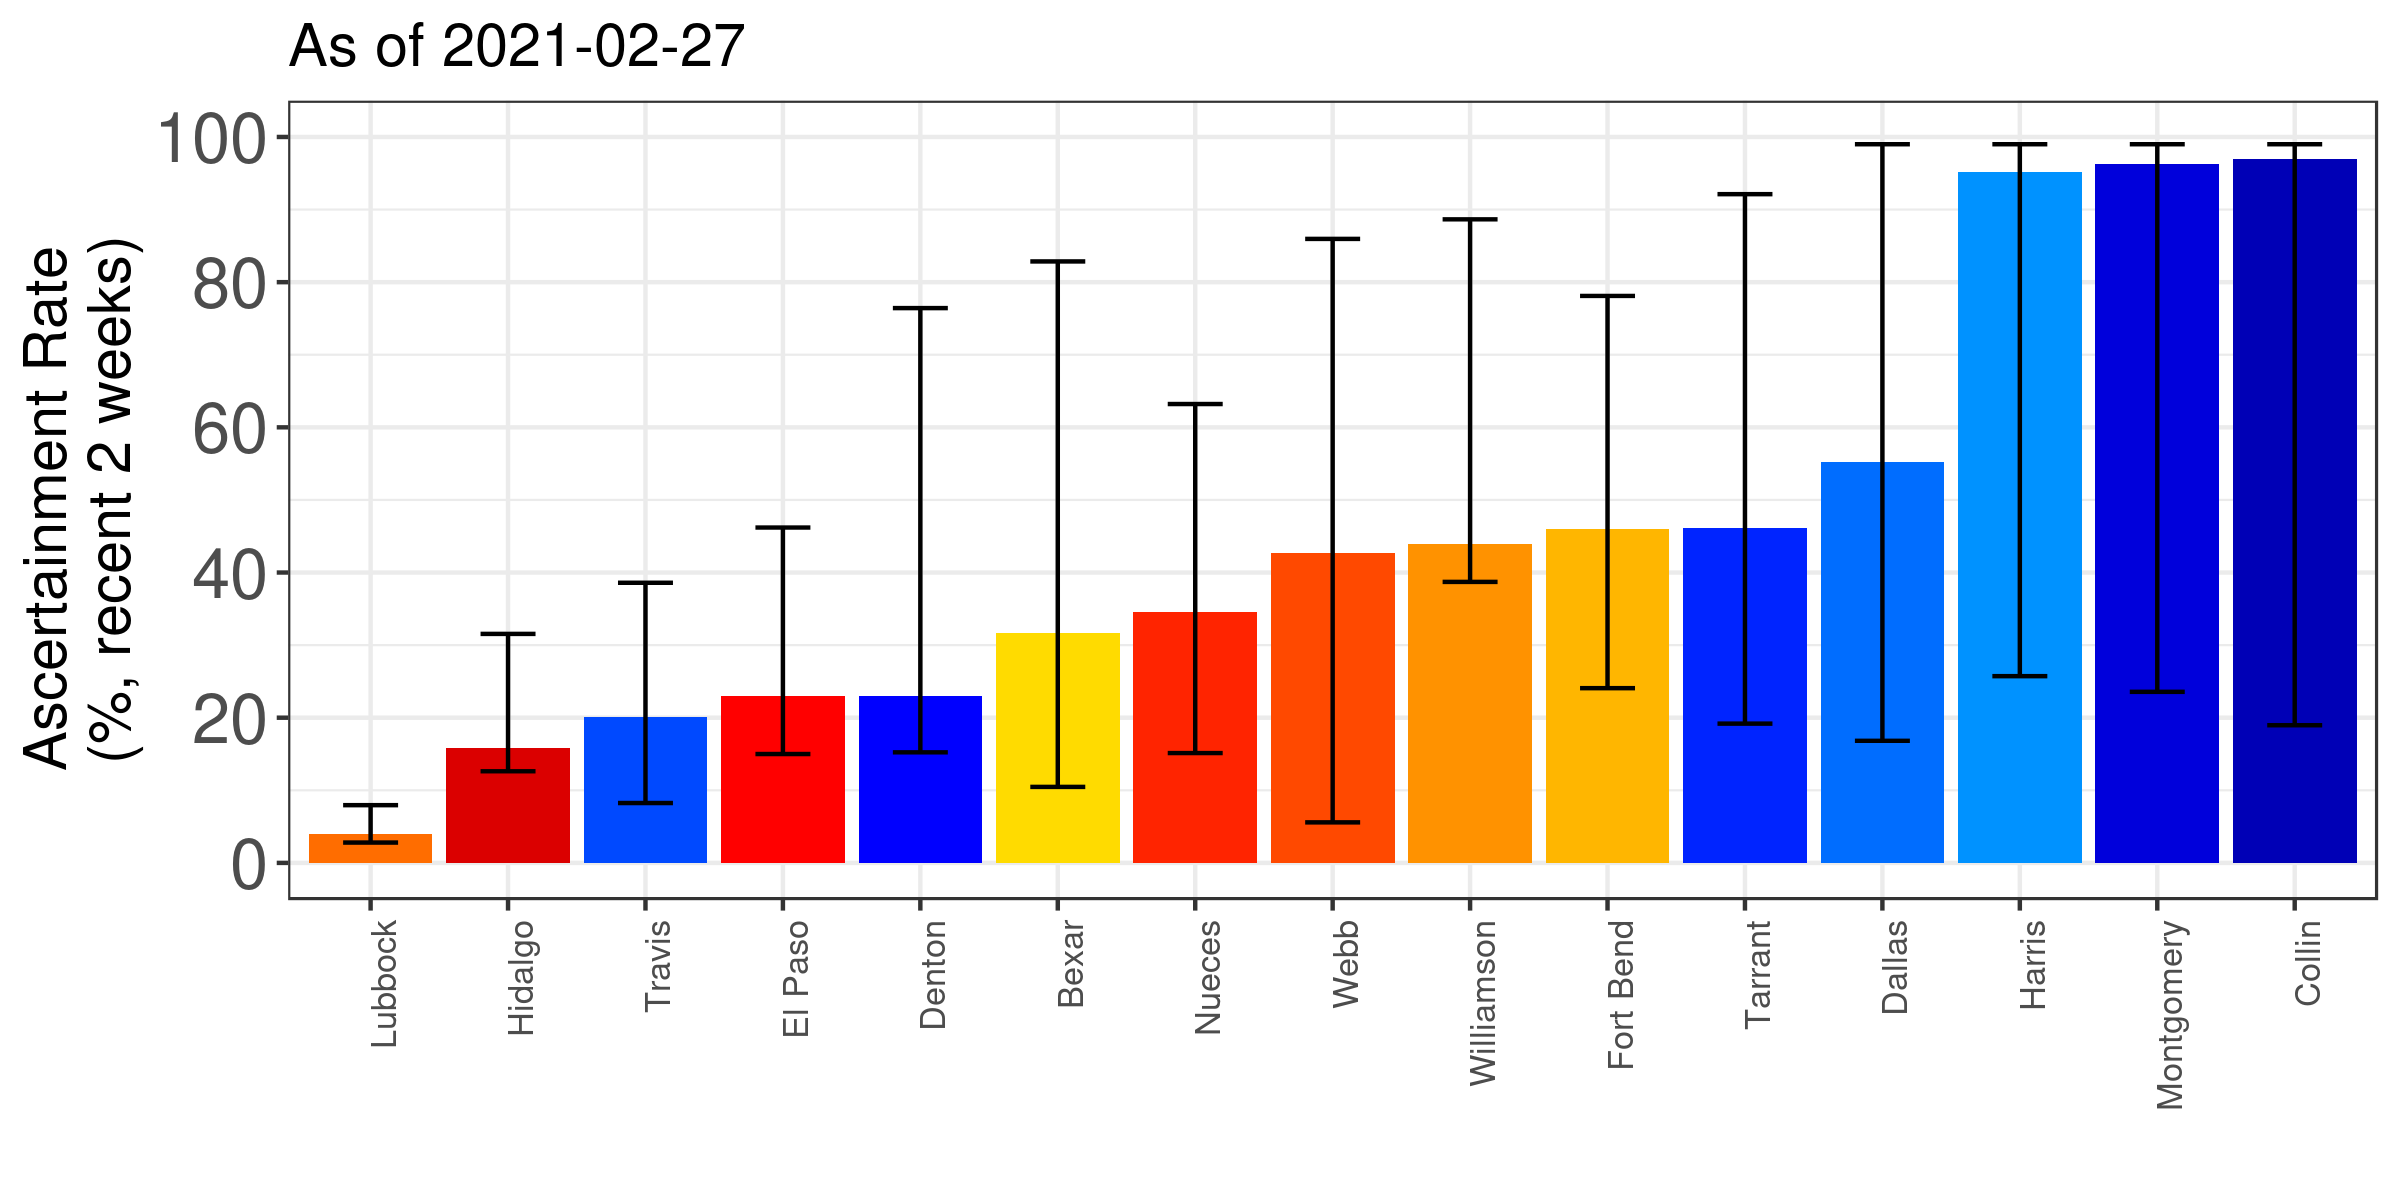 As of 2021-02-27
Ascertainment Rate
(%, recent 2 weeks)
100
80
60
40
20
0
Lubbock
Hidalgo
Travis
El Paso
Denton
Bexar
Nueces
Webb
Williamson
Fort Bend
Tarrant
Dallas
Harris
Montgomery
Collin